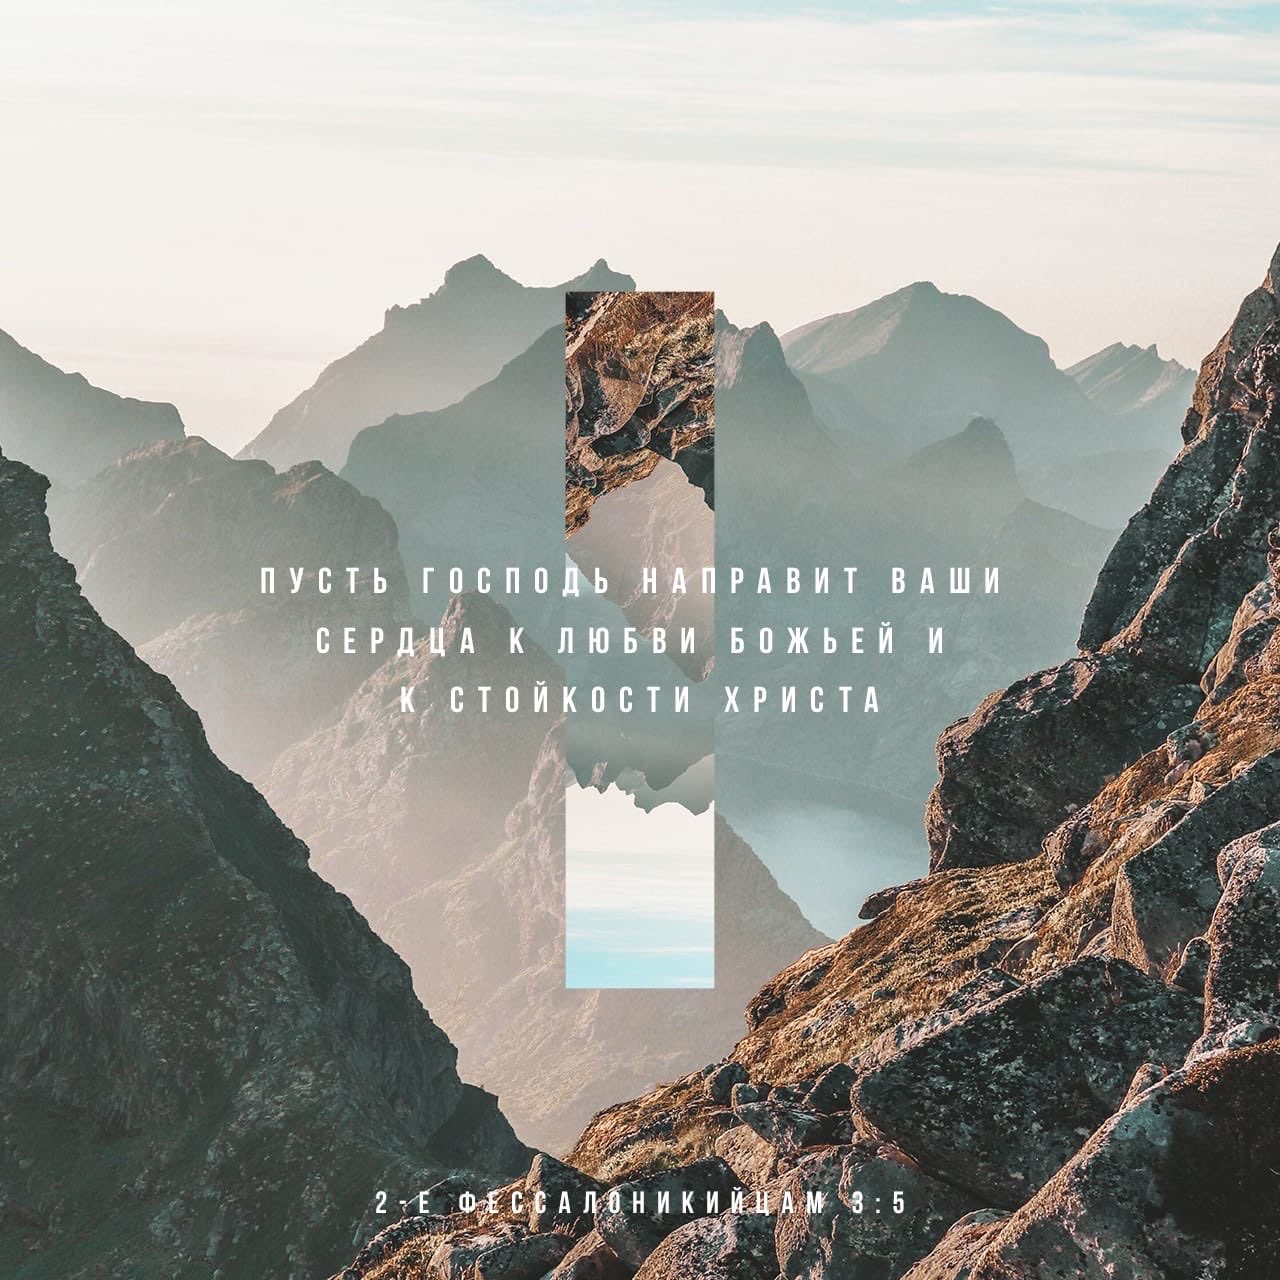 ПУСТЬ ГОСПОДЬ НАПРАВИТ ВАШИ
СЕРДЦА К ЛЮБВИ БОЖЬЕЙ И
К СТОЙКОСТИ ХРИСТА
2-Е ФЕССАЛОНИКИЙЦАМ 3:5